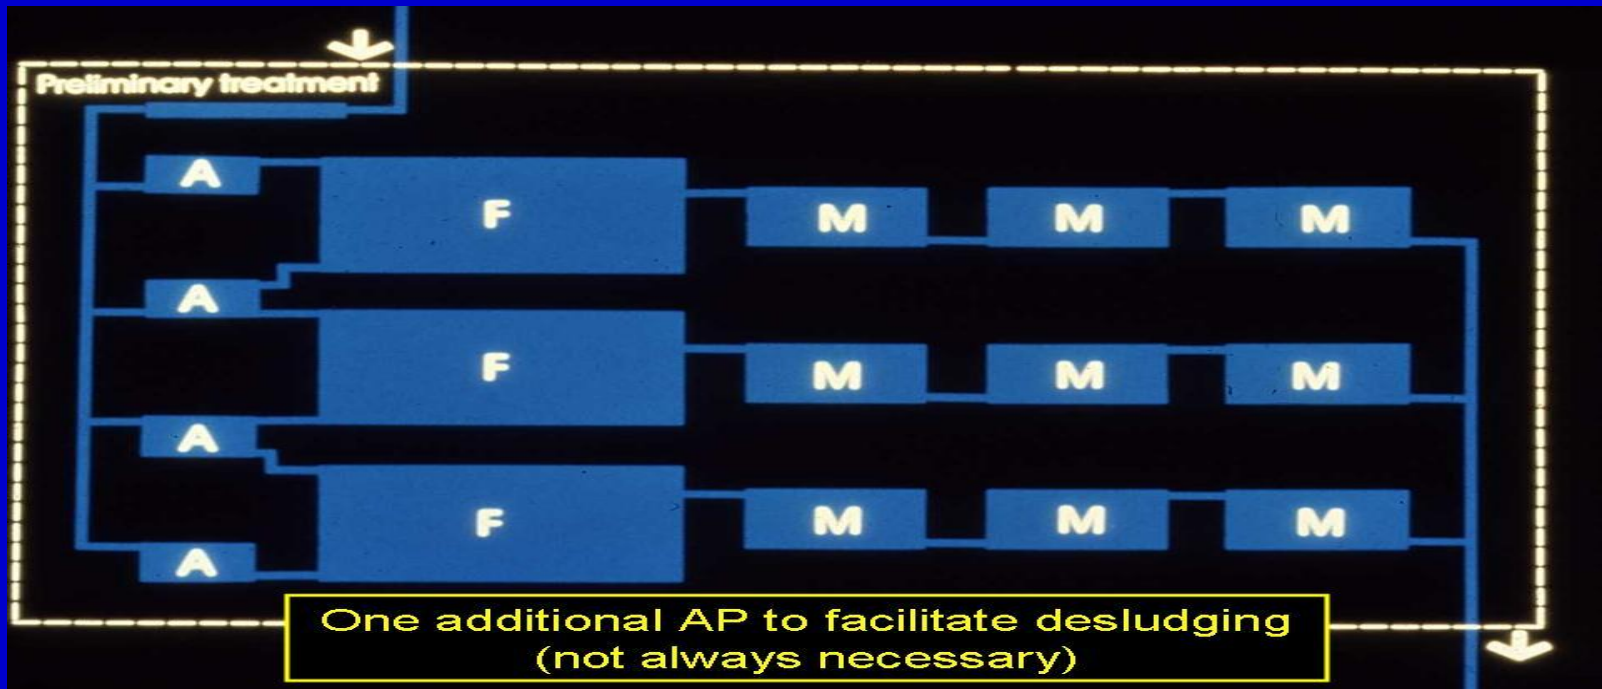 Preliminary treatment
A
F
M M M
A
F
M M M
A
F
M M M
A
One additional AP to facilitate desludging
(not always necessary)